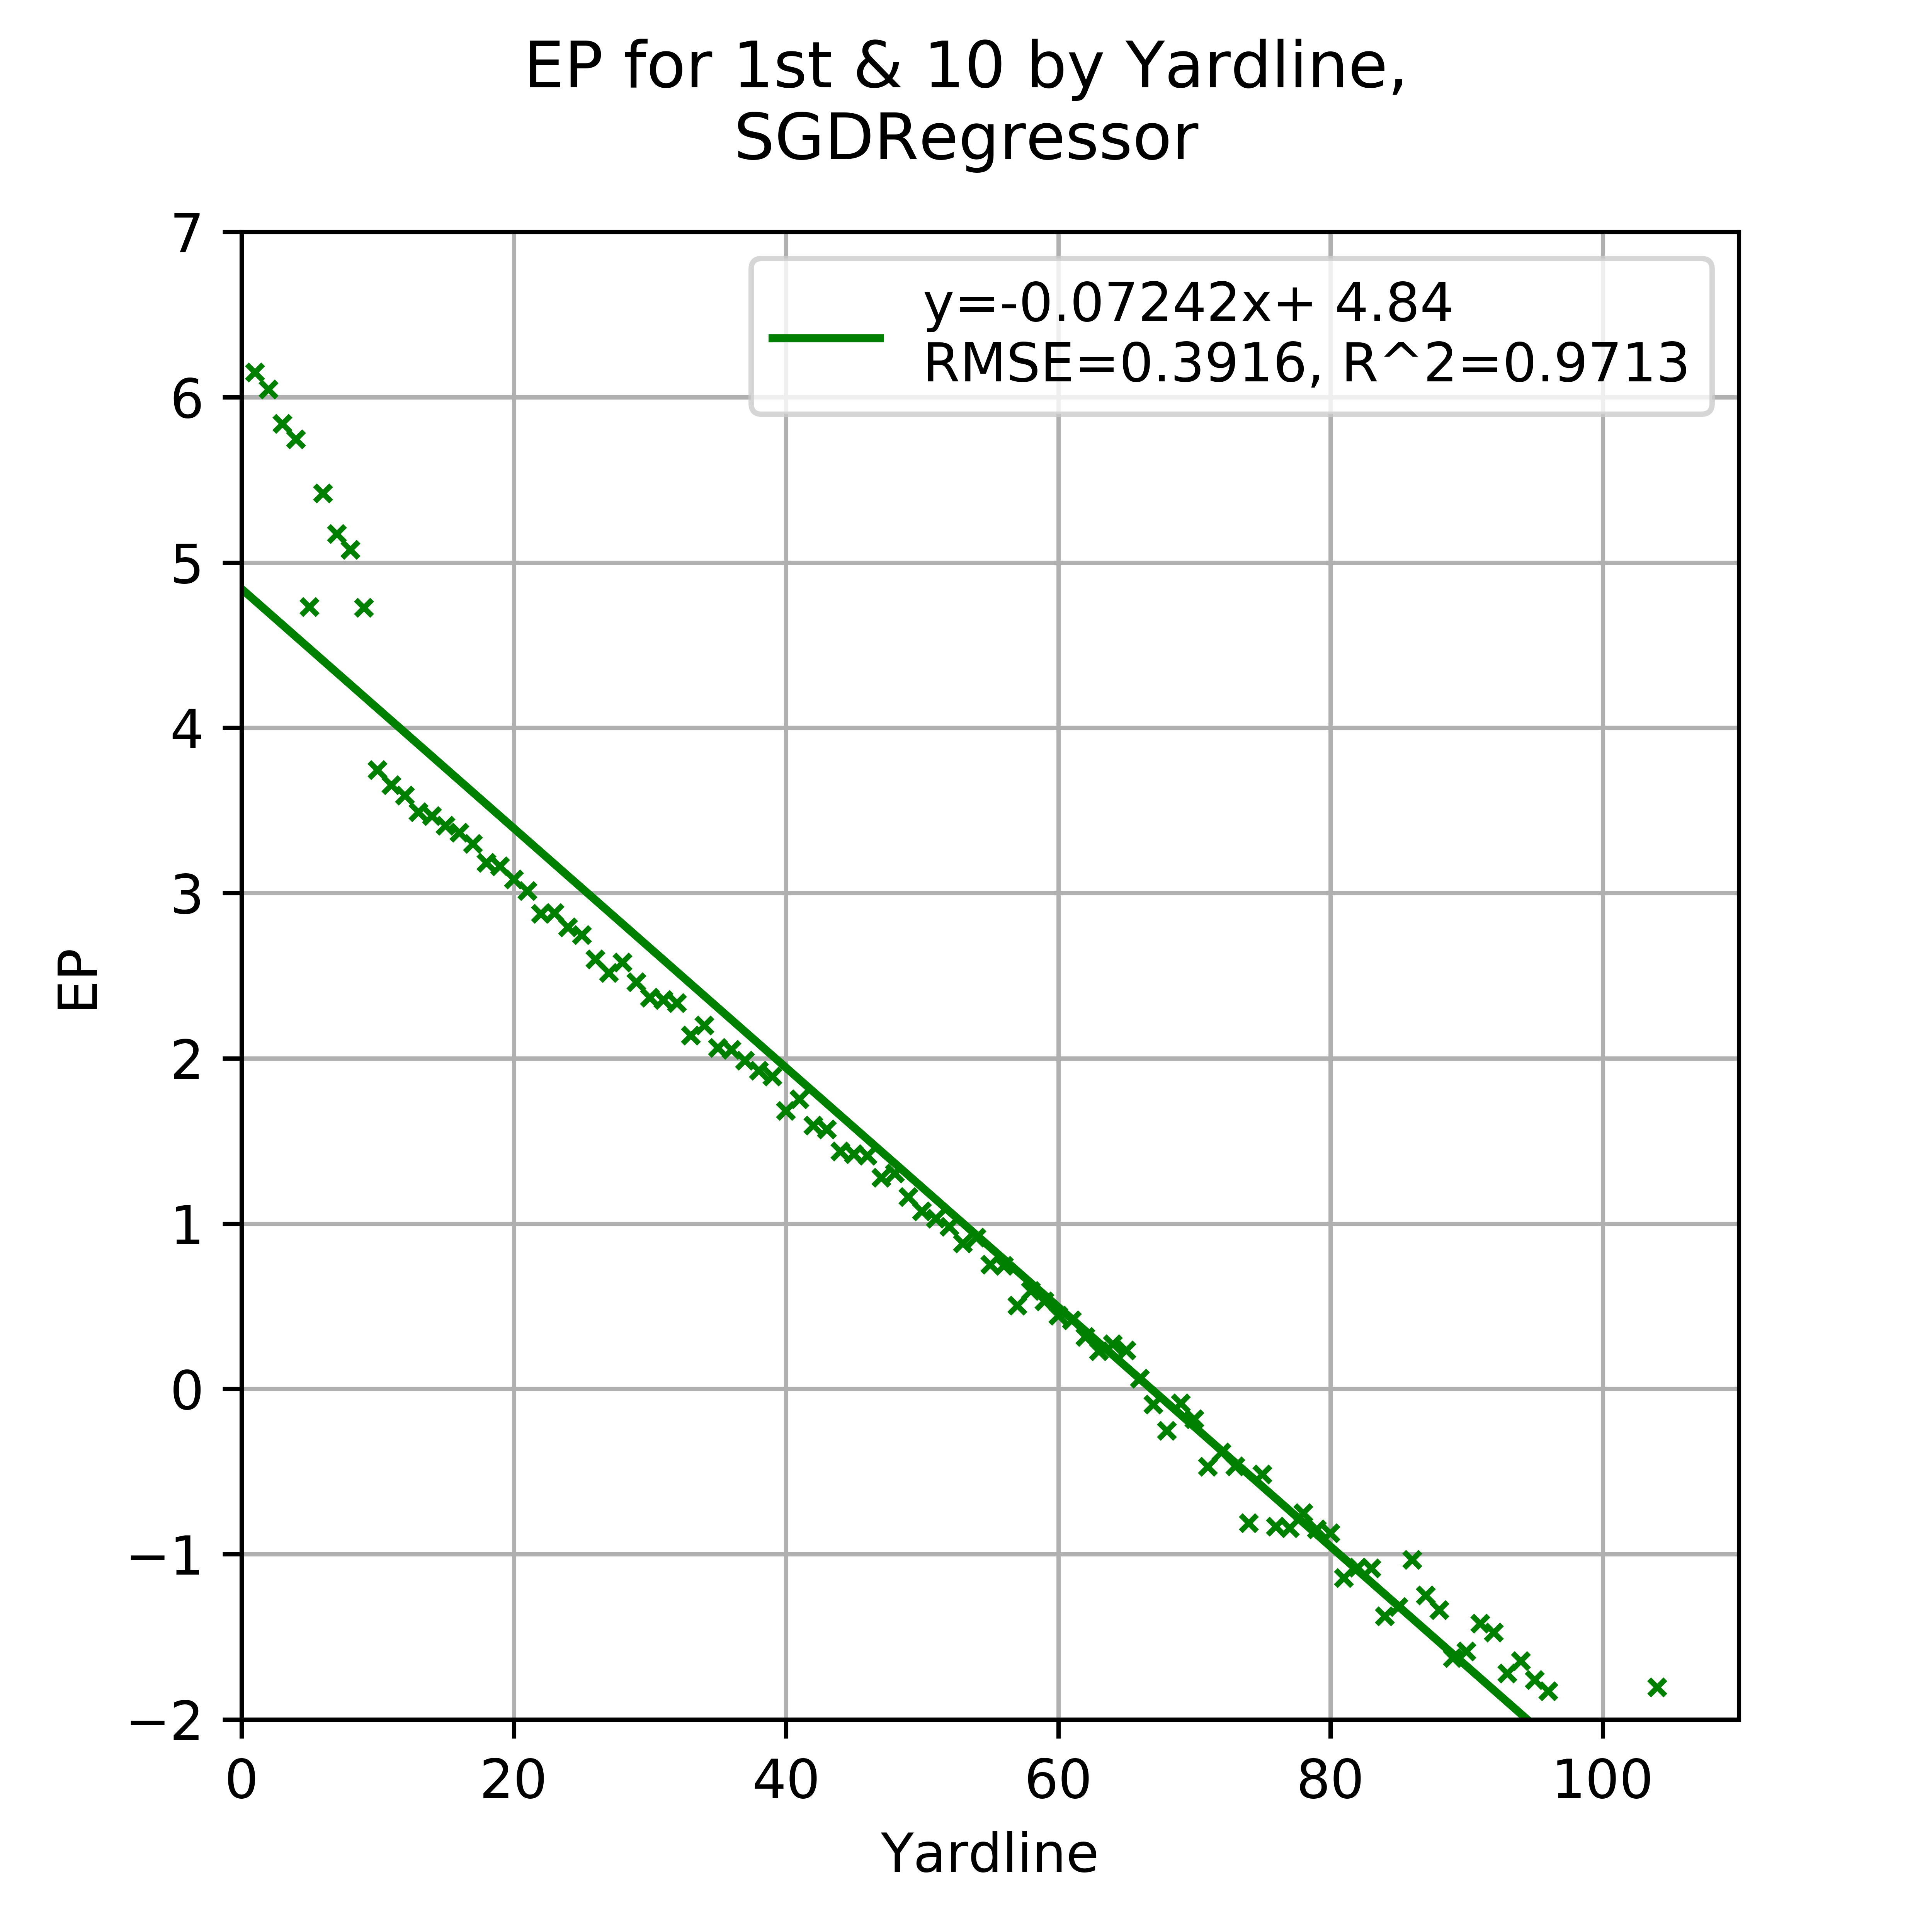 EP for 1st & 10 by Yardline,
SGDRegressor
y=-0.07242x+ 4.84
RMSE=0.3916, R^2=0.9713
7
6
5
4
3
2
1
0
−1
−2
EP
0 20 40 60 80 100
Yardline